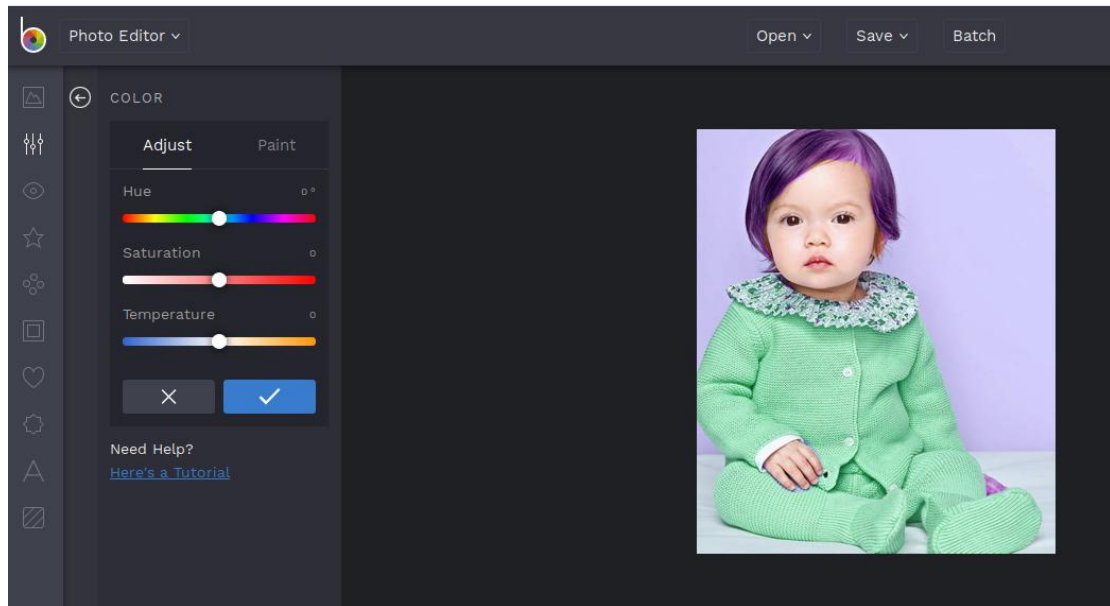 Photo Editor
Open
Save
Batch
COLOR
Adjust
Paint
Hue
0°
Saturation
0
Temperature
0
Need Help?
Here's a Tutorial